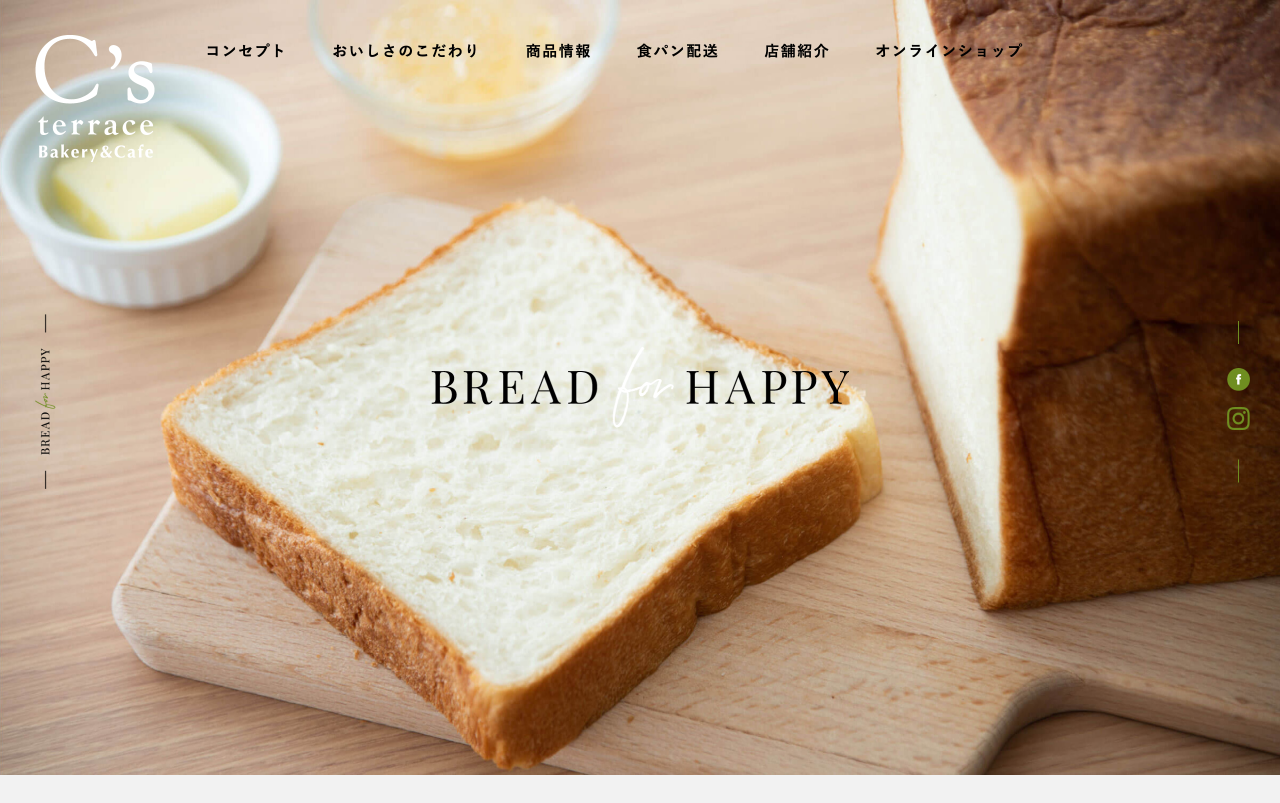 C's
terrace
Bakery&Cafe
コンセプト
おいしさのこだわり
商品情報
食パン配送
店舗紹介
オンラインショップ
BREAD for HAPPY
BREAD for HAPPY
f